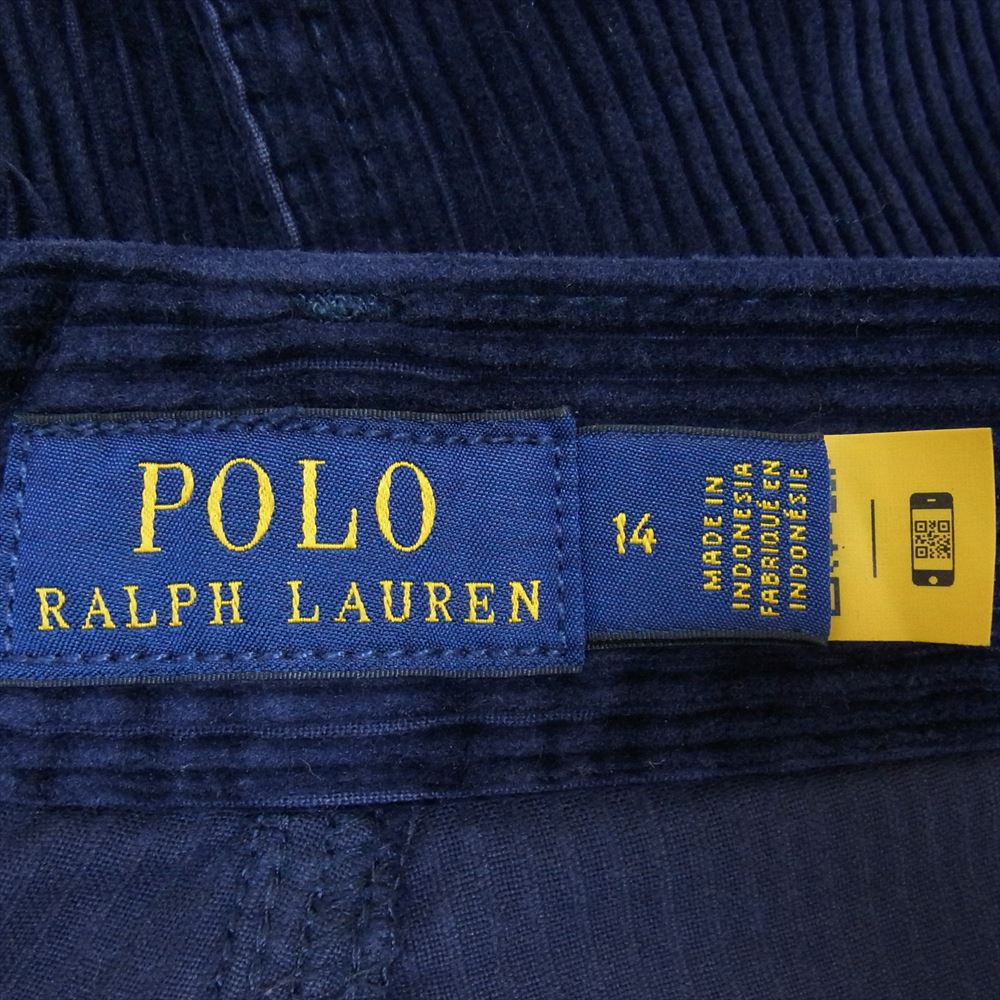 POLO
RALPH LAUREN
14
MADE IN
INDONESIA
FABRIQUÉ EN
INDONÉSIE